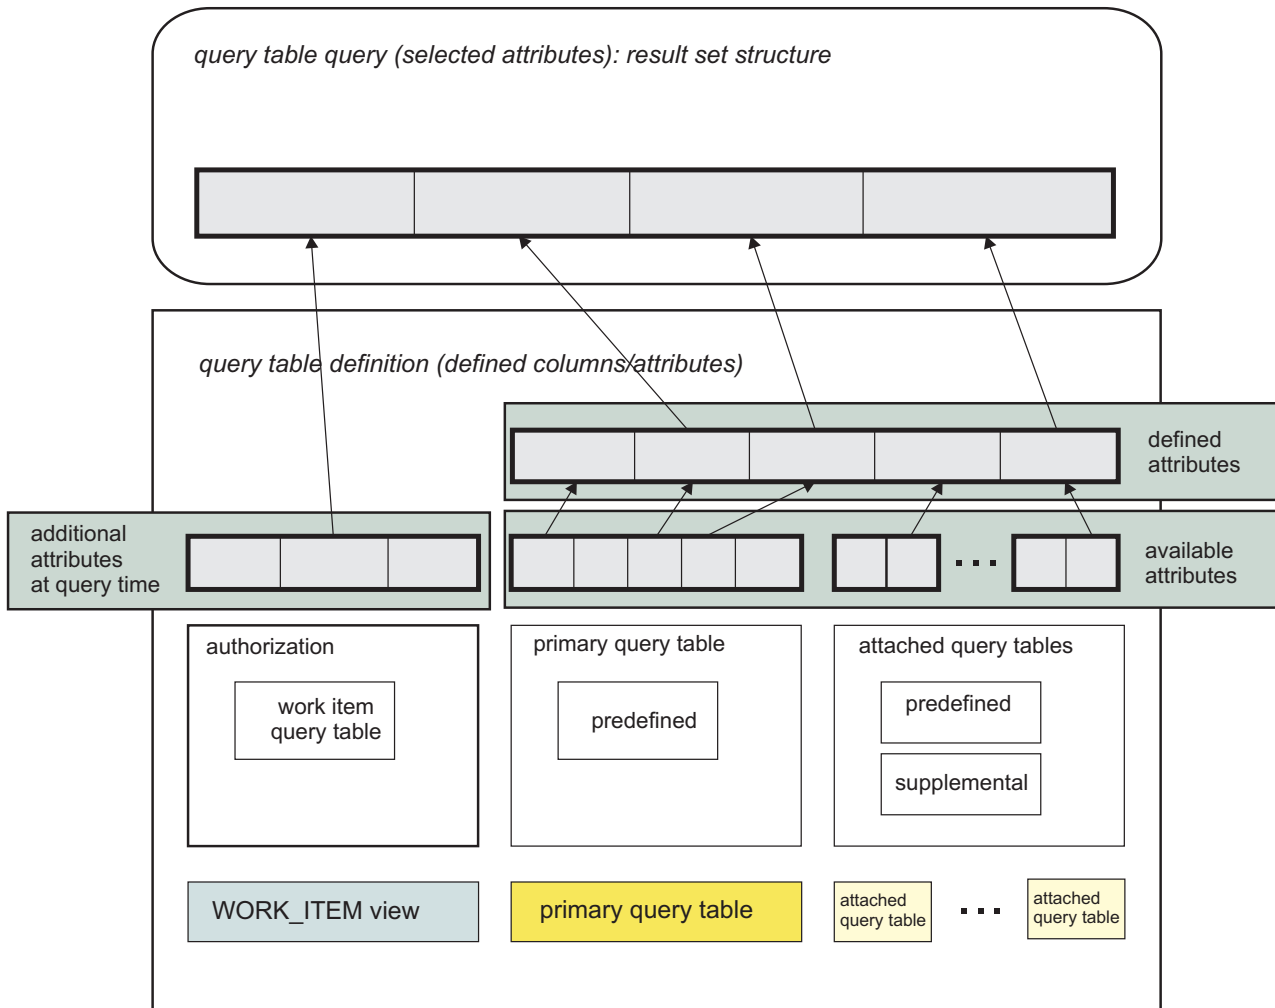 query table query (selected attributes): result set structure
query table definition (defined columns/attributes)
defined
attributes
additional
attributes
at query time
available
attributes
authorization
work item
query table
primary query table
predefined
attached query tables
predefined
supplemental
WORK_ITEM view
primary query table
attached
query table
attached
query table